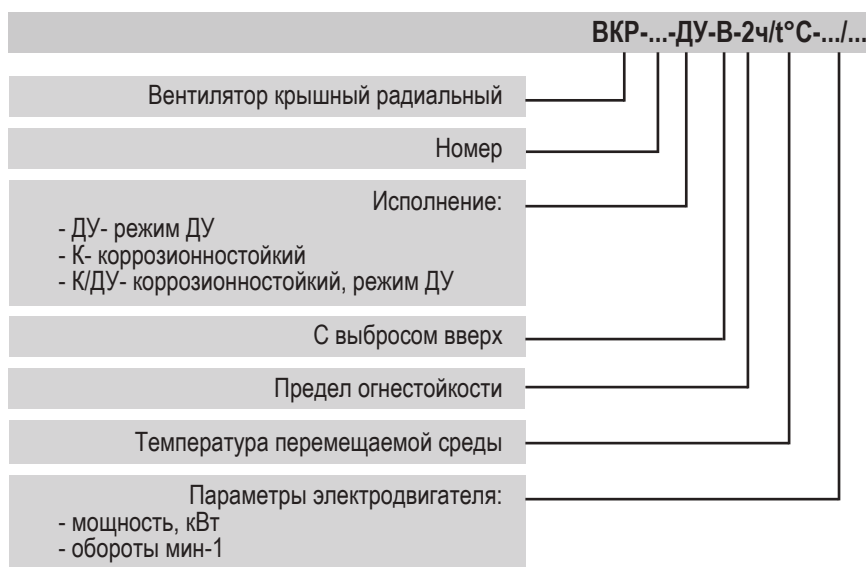 ВКР-...-ДУ-В-2ч/t°С-.../...
Вентилятор крышный радиальный
Номер
Исполнение:
- ДУ- режим ДУ
- К- коррозионностойкий
- К/ДУ- коррозионностойкий, режим ДУ
С выбросом вверх
Предел огнестойкости
Температура перемещаемой среды
Параметры электродвигателя:
- мощность, кВт
- обороты мин-1